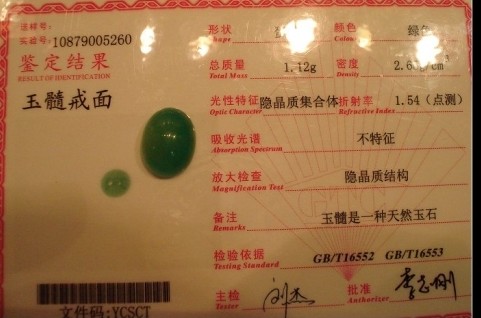 送样号:
实验号: 10879005260
鉴定结果
RESULT OF IDENTIFICATION
玉髓戒面
文件码: YCSCT
形状
Shape
颜色 绿色
Colour
总质量 1.12g 密度
Total Mass Density
光性特征 隐晶质集合体 折射率 1.54（点测）
Optic Character Refractive Index
吸收光谱 不特征
Absorption Spectrum
放大检查 隐晶质结构
Magnification Test
备注 玉髓是一种天然玉石
Remarks
检验依据 GB/T16552 GB/T16553
Testing Standard
主检 批准
Tester Authorizer